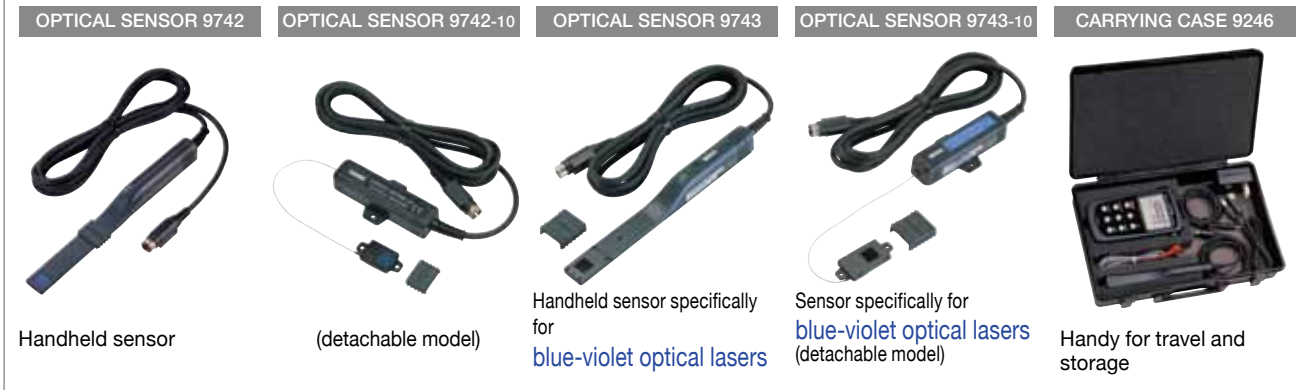 OPTICAL SENSOR 9742
OPTICAL SENSOR 9742-10
OPTICAL SENSOR 9743
OPTICAL SENSOR 9743-10
CARRYING CASE 9246
Handheld sensor
(detachable model)
Handheld sensor specifically
for
blue-violet optical lasers
Sensor specifically for
blue-violet optical lasers
(detachable model)
Handy for travel and
storage